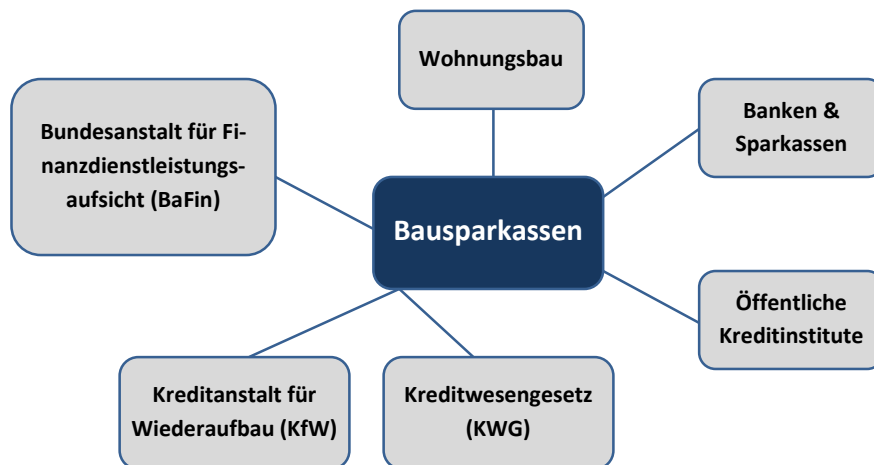 Wohnungsbau
Bundesanstalt für Fi-
nanzdienstleistungs-
aufsicht (BaFin)
Banken &
Sparkassen
Bausparkassen
Öffentliche
Kreditinstitute
Kreditanstalt für
Wiederaufbau (KfW)
Kreditwesengesetz
(KWG)